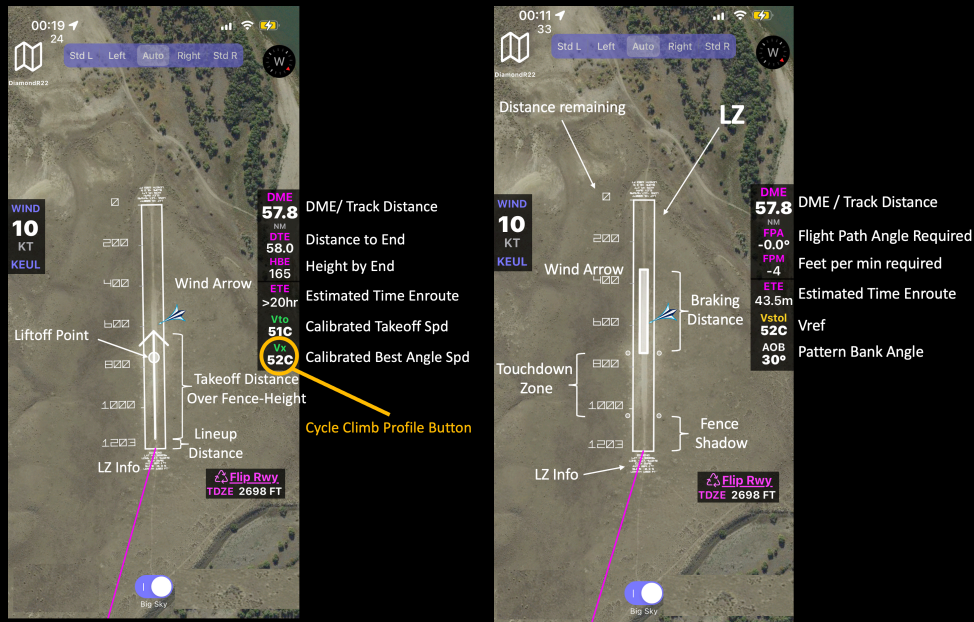 00:19
24
Std L Left Auto Right Std R
W
DiamondR22
WIND
10
KT
KEUL
0
200
400
600
800
1000
1203
DME
57.8
NM
DTE
58.0
HBE
165
ETE
>20hr
Vto
51C
Vx
52C
DME/ Track Distance
Distance to End
Height by End
Estimated Time Enroute
Calibrated Takeoff Spd
Calibrated Best Angle Spd
Cycle Climb Profile Button
Wind Arrow
Liftoff Point
Takeoff Distance
Over Fence-Height
Lineup
Distance
LZ Info
Flip Rwy
TDZE 2698 FT
I
Big Sky
00:11
33
Std L Left Auto Right Std R
W
DiamondR22
Distance remaining
LZ
WIND
10
KT
KEUL
0
200
400
600
800
1000
1203
DME
57.8
NM
FPA
-0.0°
FPM
-4
ETE
43.5m
Vstol
52C
AOB
30°
DME / Track Distance
Flight Path Angle Required
Feet per min required
Estimated Time Enroute
Vref
Pattern Bank Angle
Wind Arrow
Braking
Distance
Touchdown
Zone
Fence
Shadow
LZ Info
Flip Rwy
TDZE 2698 FT
I
Big Sky